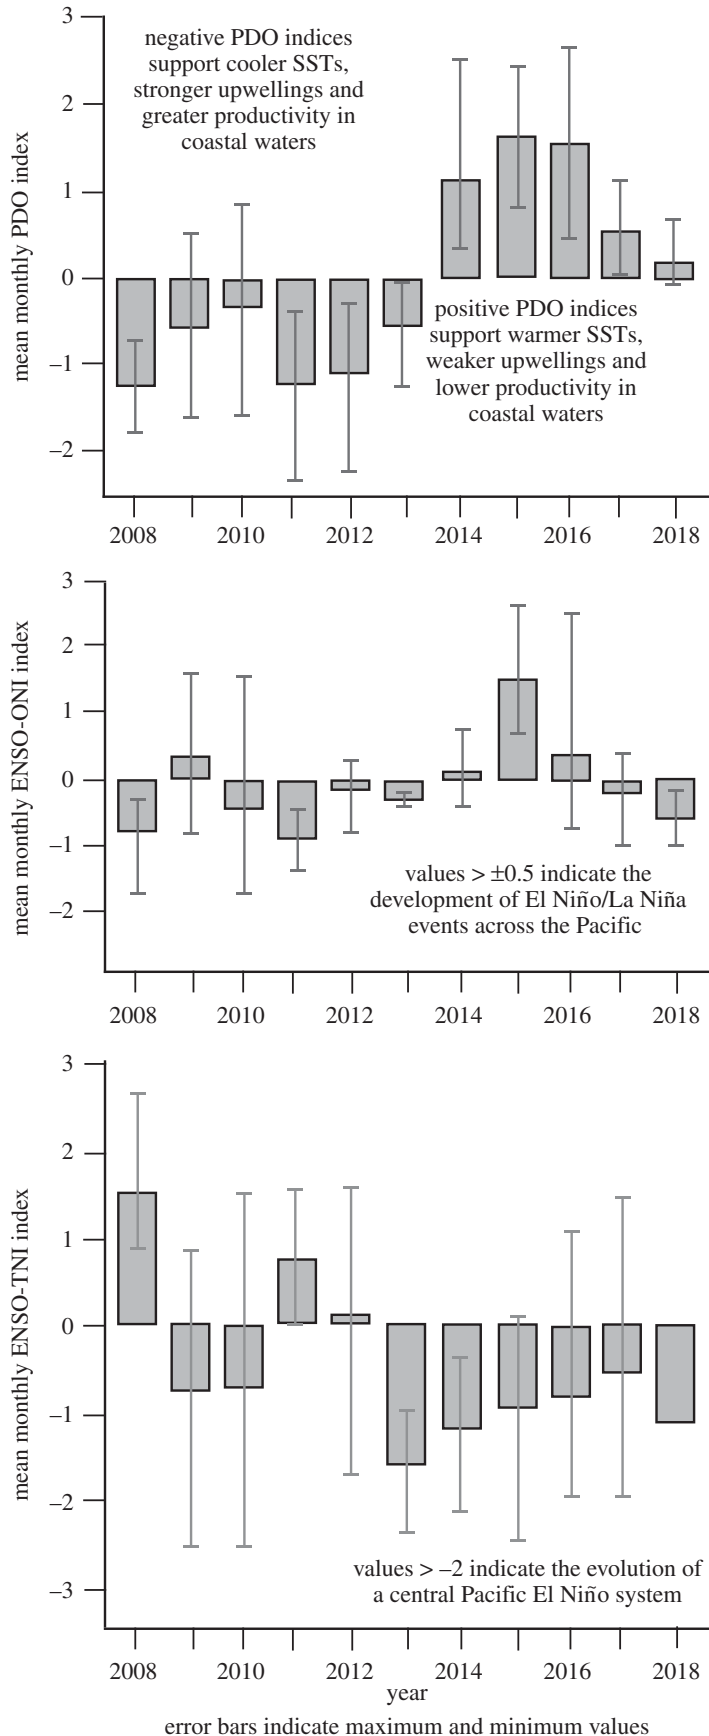 mean monthly PDO index
3
2
1
0
–1
–2
negative PDO indices
support cooler SSTs,
stronger upwellings and
greater productivity in
coastal waters
positive PDO indices
support warmer SSTs,
weaker upwellings and
lower productivity in
coastal waters
2008 2010 2012 2014 2016 2018
mean monthly ENSO-ONI index
3
2
1
0
–1
–2
values > ±0.5 indicate the
development of El Niño/La Niña
events across the Pacific
2008 2010 2012 2014 2016 2018
mean monthly ENSO-TNI index
3
2
1
0
–1
–2
–3
values > –2 indicate the evolution of
a central Pacific El Niño system
2008 2010 2012 2014 2016 2018
year
error bars indicate maximum and minimum values